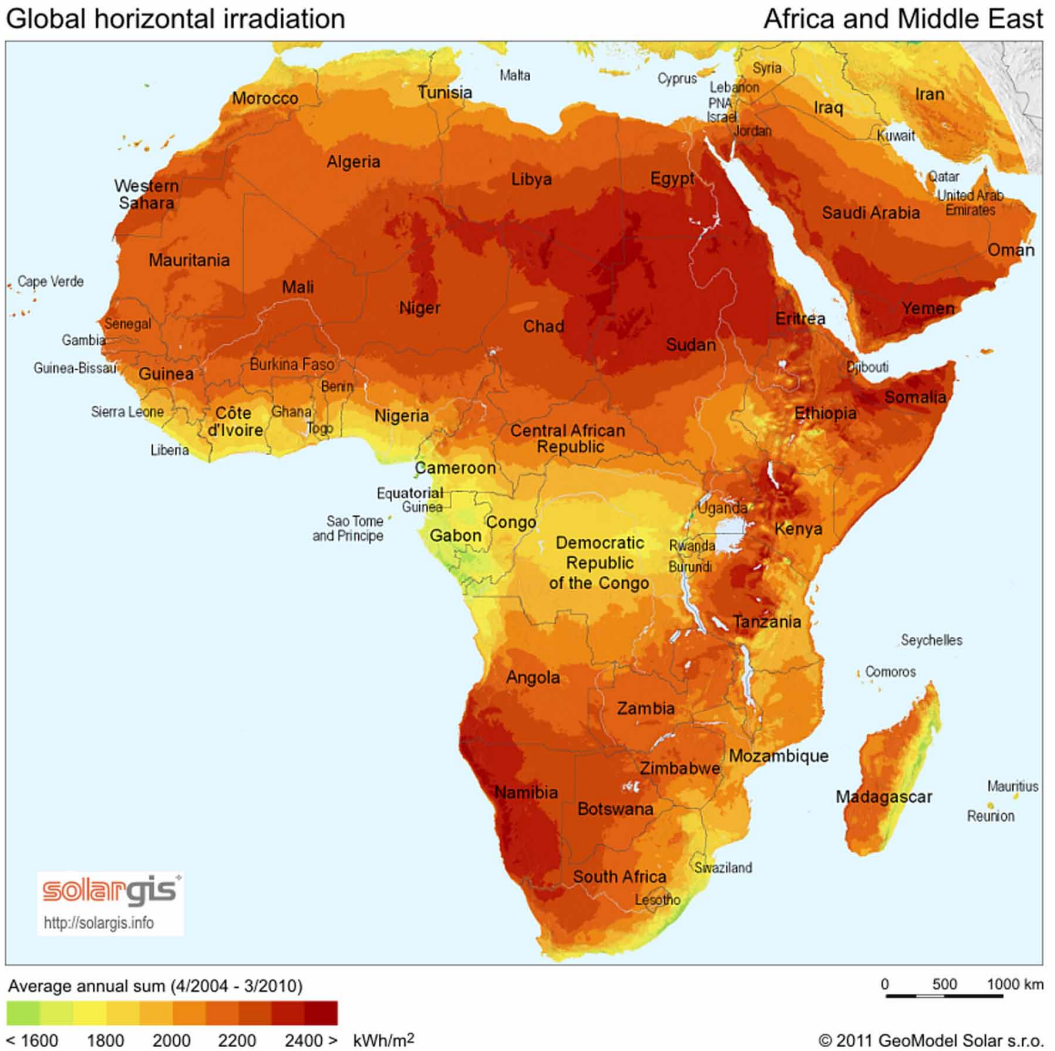 Global horizontal irradiation
Africa and Middle East
Malta
Cyprus
Syria
Lebanon
PNA
Israel
Jordan
Iraq
Iran
Kuwait
Morocco
Tunisia
Algeria
Libya
Egypt
Qatar
United Arab
Emirates
Western
Sahara
Saudi Arabia
Oman
Mauritania
Cape Verde
Mali
Niger
Chad
Sudan
Eritrea
Yemen
Senegal
Gambia
Guinea-Bissau
Guinea
Burkina Faso
Benin
Djibouti
Somalia
Sierra Leone
Côte
d'Ivoire
Ghana
Togo
Nigeria
Ethiopia
Liberia
Central African
Republic
Cameroon
Equatorial
Guinea
Sao Tome
and Principe
Gabon
Congo
Democratic
Republic
of the Congo
Uganda
Kenya
Rwanda
Burundi
Tanzania
Seychelles
Comoros
Angola
Zambia
Mozambique
Zimbabwe
Namibia
Botswana
Madagascar
Mauritius
Reunion
South Africa
Swaziland
Lesotho
solargis
http://solargis.info
Average annual sum (4/2004 - 3/2010)
< 1600 1800 2000 2200 2400 > kWh/m2
0 500 1000 km
© 2011 GeoModel Solar s.r.o.